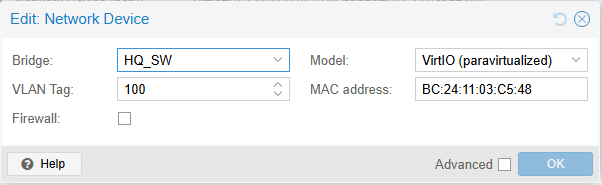 Edit: Network Device
Bridge: HQ_SW Model: VirtIO (paravirtualized)
VLAN Tag: 100 MAC address: BC:24:11:03:C5:48
Firewall:
Help Advanced OK